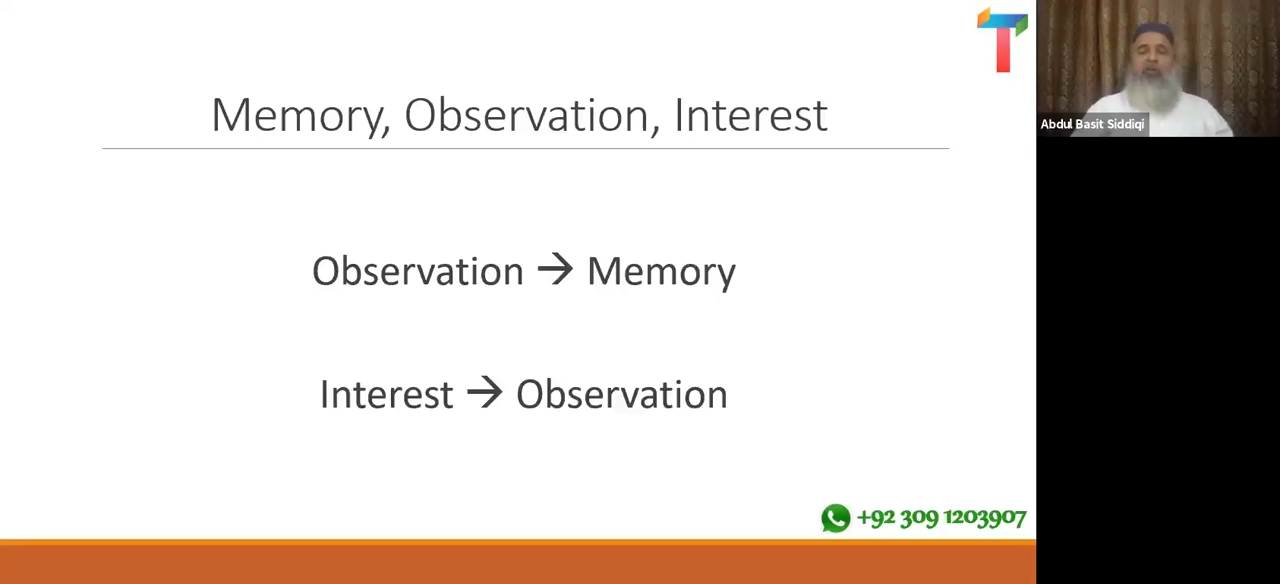 Memory, Observation, Interest
Observation → Memory
Interest → Observation
+92 309 1203907
Abdul Basit Siddiqi